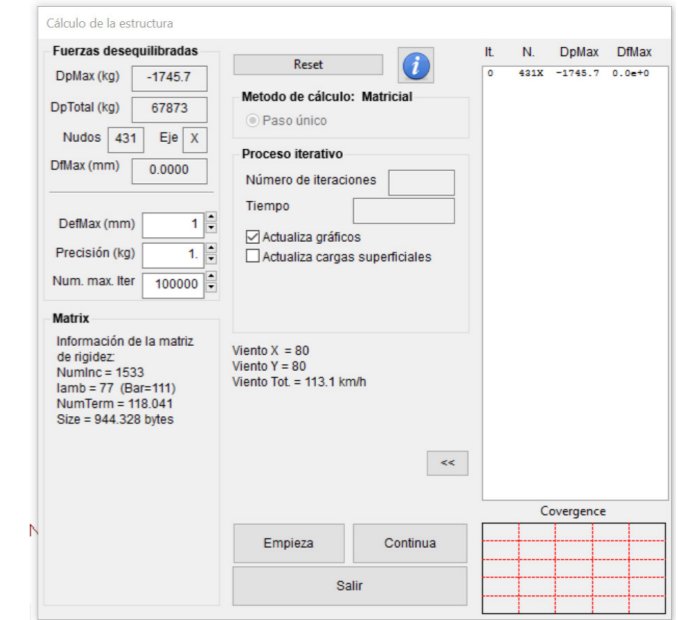 Cálculo de la estructura
Fuerzas desequilibradas
DpMax (kg) -1745.7
DpTotal (kg) 67873
Nudos 431 Eje X
DfMax (mm) 0.0000
DefMax (mm) 1
Precisión (kg) 1.
Num. max. Iter 100000
Matrix
Información de la matriz
de rigidez:
NumInc = 1533
lamb = 77 (Bar=111)
NumTerm = 118.041
Size = 944.328 bytes
Reset
i
Metodo de cálculo: Matricial
Paso único
Proceso iterativo
Número de iteraciones
Tiempo
Actualiza gráficos
Actualiza cargas superficiales
Viento X = 80
Viento Y = 80
Viento Tot. = 113.1 km/h
<<
Empieza Continua
Salir
It. N. DpMax DfMax
0 431X -1745.7 0.0e+0
Covergence
N